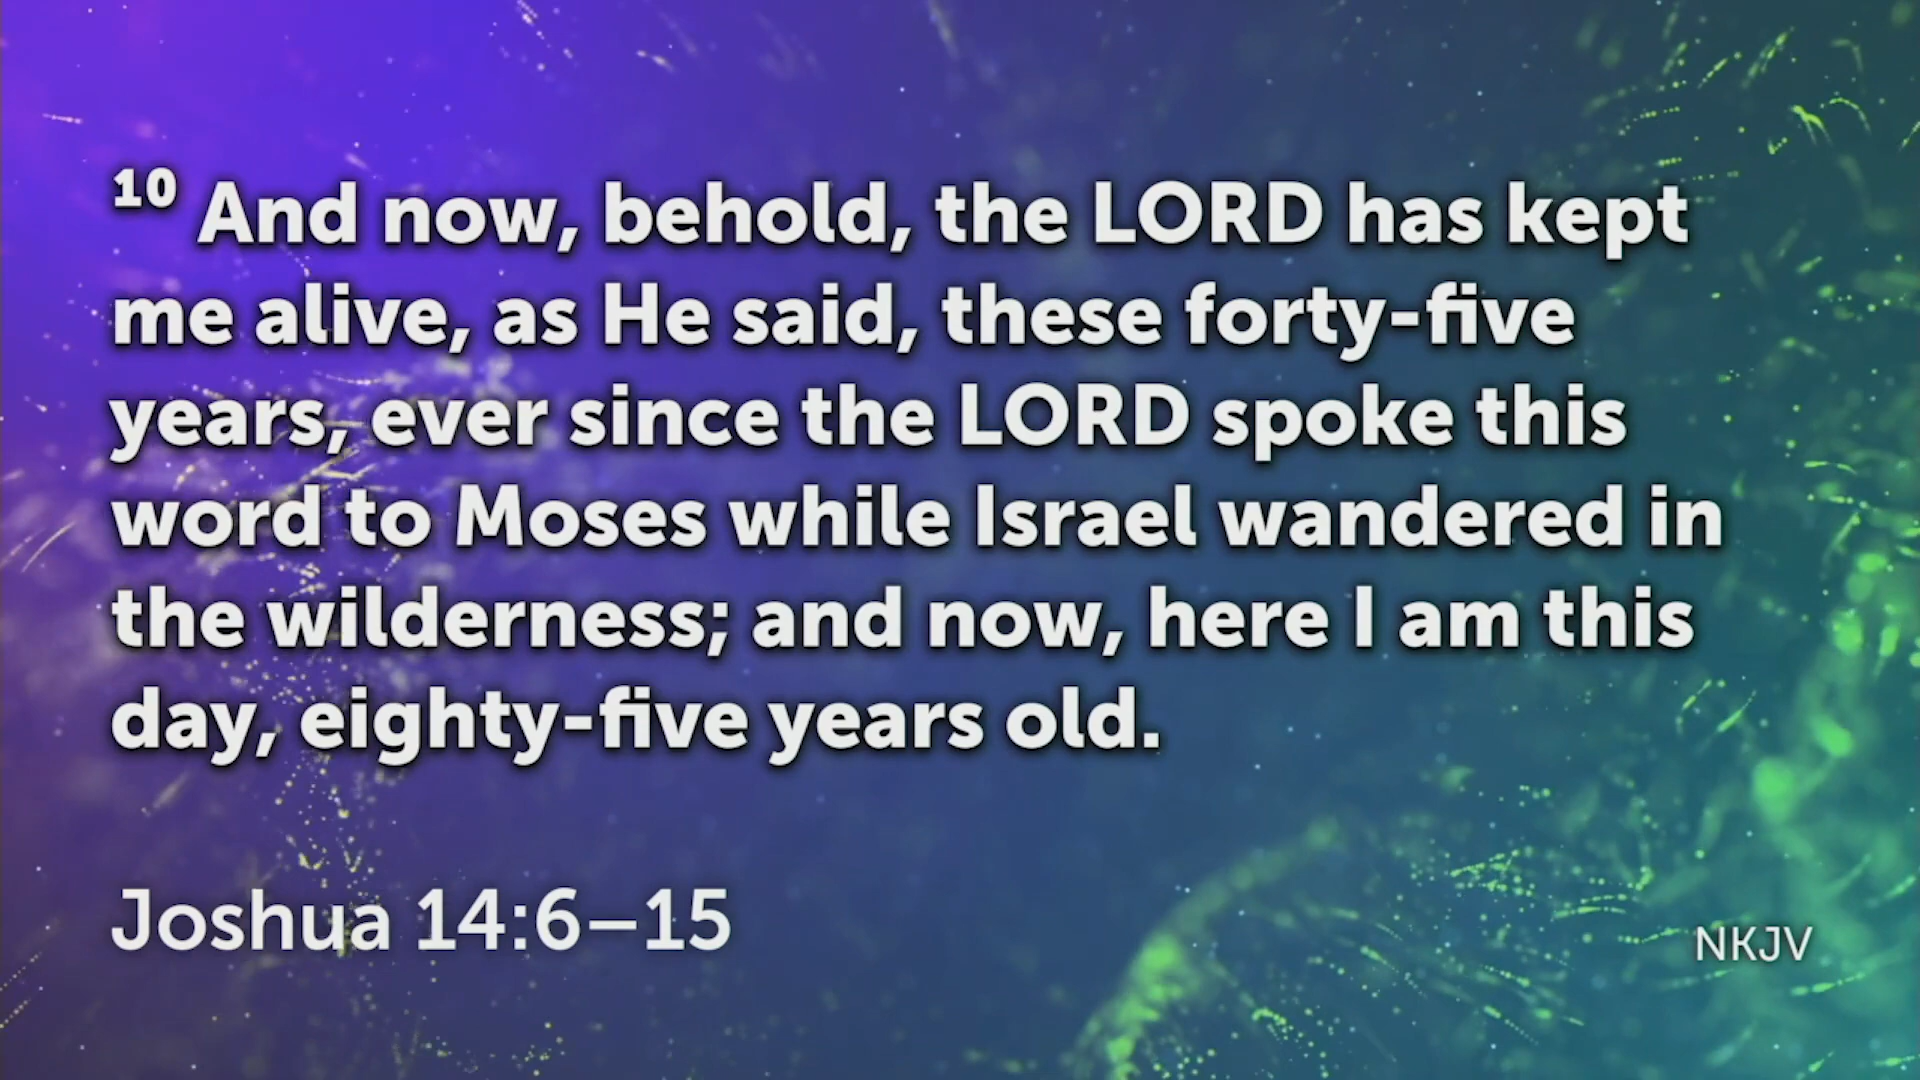 10 And now, behold, the LORD has kept
me alive, as He said, these forty-five
years, ever since the LORD spoke this
word to Moses while Israel wandered in
the wilderness; and now, here I am this
day, eighty-five years old.
Joshua 14:6–15
NKJV